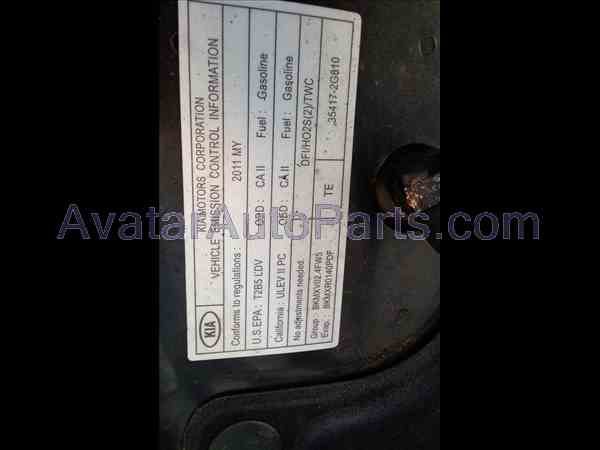 KIA
KIA MOTORS CORPORATION
VEHICLE EMISSION CONTROL INFORMATION
Conforms to regulations: 2011 MY
U.S.EPA: T2B5 LDV OBD: CA II Fuel: Gasoline
California: ULEV II PC OBD: CA II Fuel: Gasoline
No adjustments needed. DFI/HO2S(2)/TWC
Group: BKMXV02.4FW5
Evap: BKMXR0140PDF
TE 35417-2G810
AvatarAutoParts.com